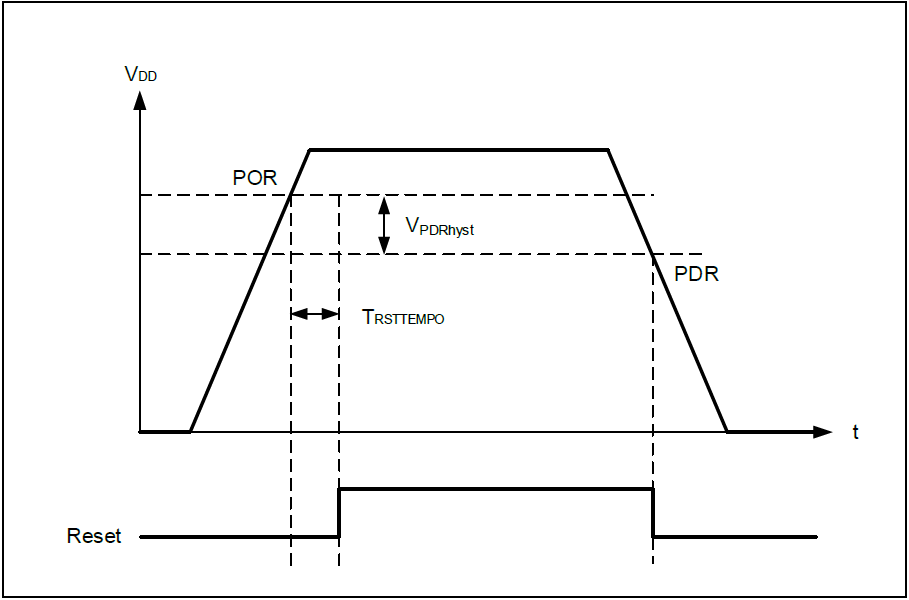 VDD
POR
VPDRhyst
PDR
TRSTTEMPO
t
Reset